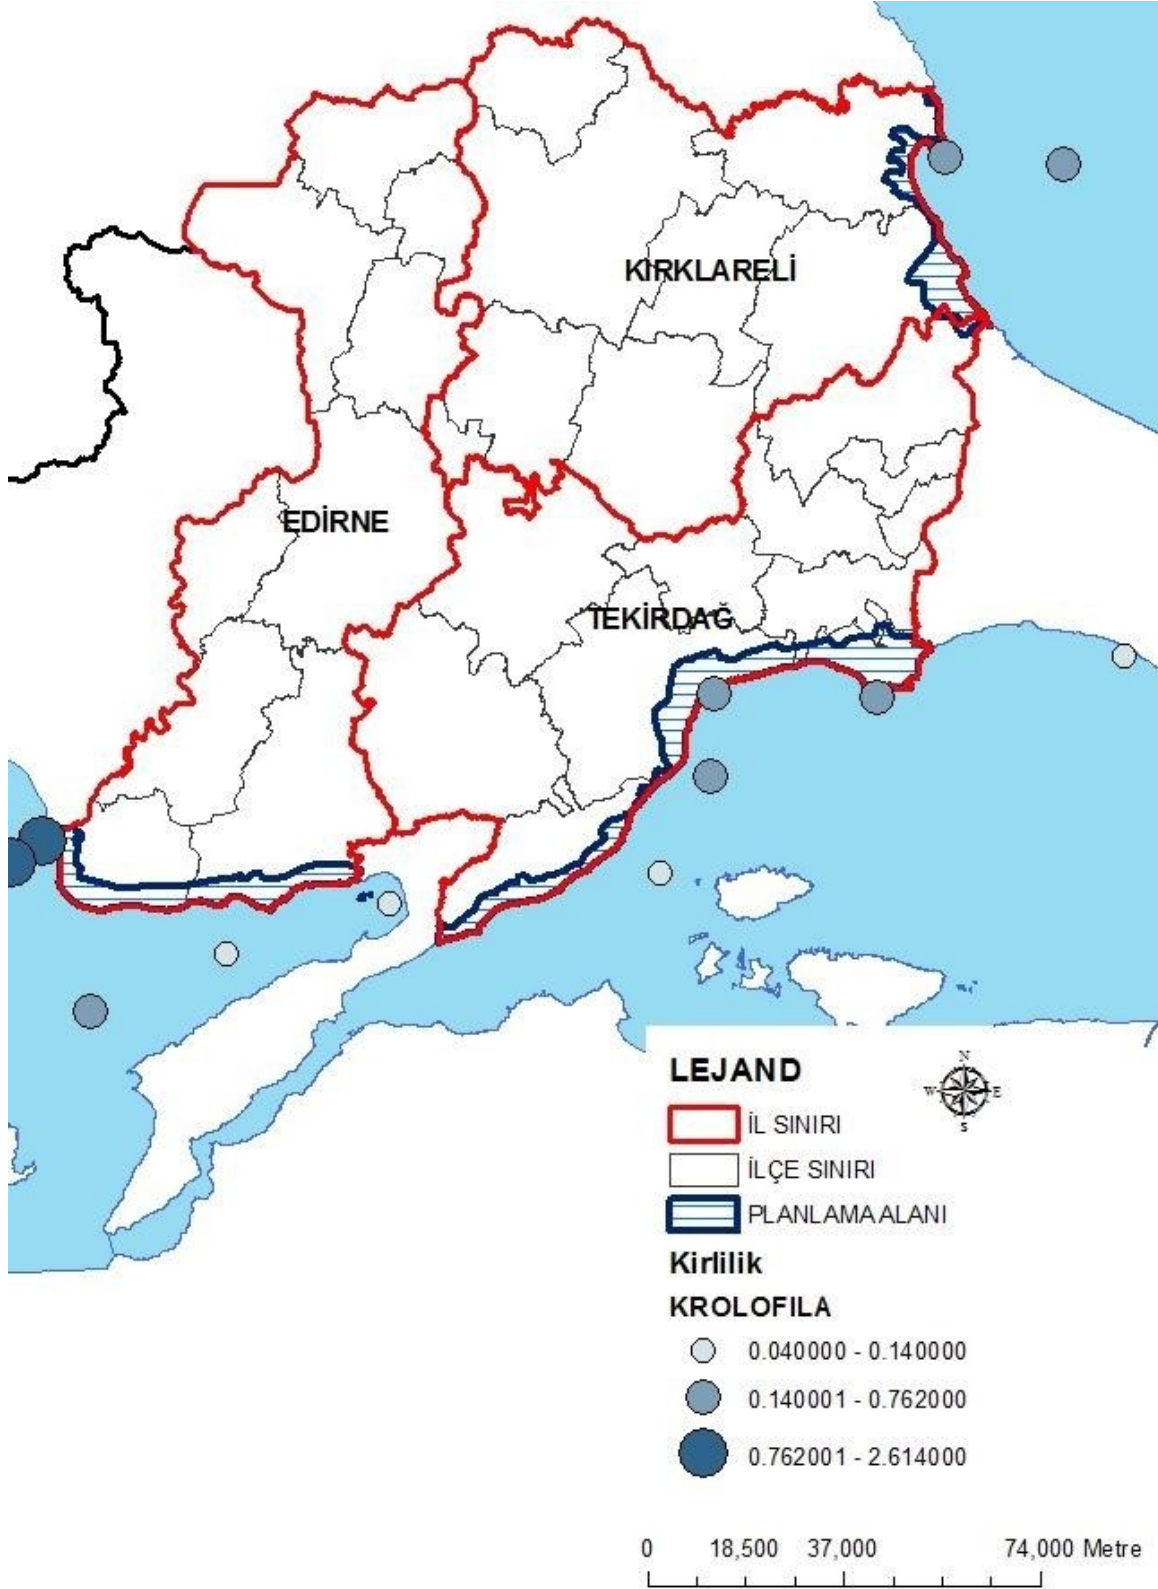 KIRKLARELİ
EDİRNE
TEKİRDAĞ
LEJAND
N
W E
S
İL SINIRI
İLÇE SINIRI
PLANLAMA ALANI
Kirlilik
KROLOFILA
0.040000 - 0.140000
0.140001 - 0.762000
0.762001 - 2.614000
0 18,500 37,000 74,000 Metre